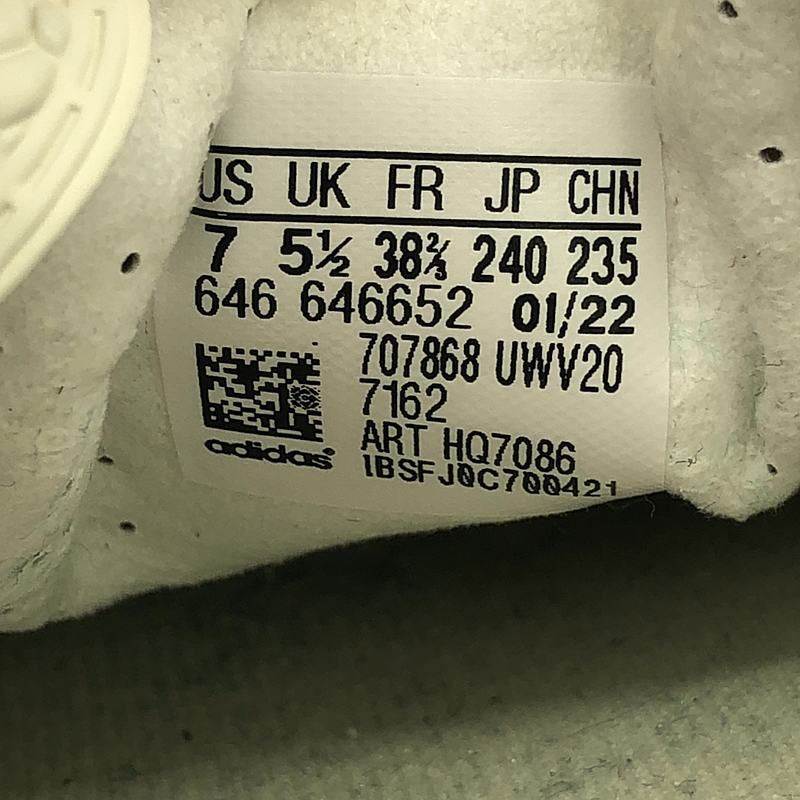 US UK FR JP CHN
7 5½ 38⅔ 240 235
646 646652 01/22
707868 UWV20
7162
ART HQ7086
adidas
1BSFJ0C700421